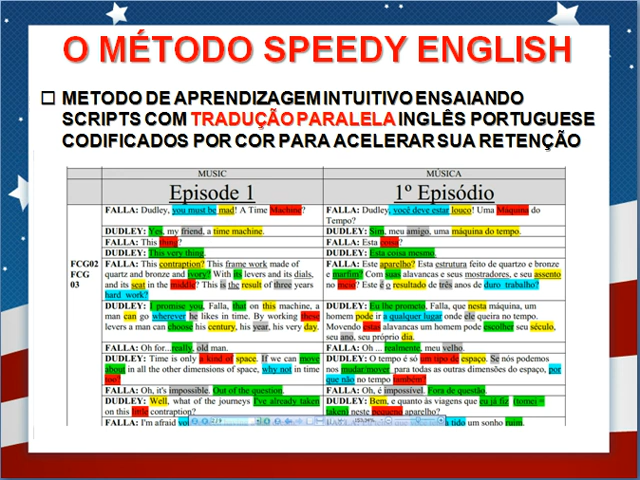 O MÉTODO SPEEDY ENGLISH
METODO DE APRENDIZAGEM INTUITIVO ENSAIANDO
SCRIPTS COM TRADUÇÃO PARALELA INGLÊS PORTUGUESE
CODIFICADOS POR COR PARA ACELERAR SUA RETENÇÃO
MUSIC
Episode 1
FALLA: Dudley, you must be mad! A Time Machine?
DUDLEY: Yes, my friend, a time machine.
FALLA: This thing?
DUDLEY: This very thing.
FCG02
FCG
03
FALLA: This contraption? This frame work made of
quartz and bronze and ivory? With its levers and its dials,
and its seat in the middle? This is the result of three years
hard work?
DUDLEY: I promise you, Falla, that on this machine, a
man can go wherever he likes in time. By working these
levers a man can choose his century, his year, his very day.
FALLA: Oh for... really, old man.
DUDLEY: Time is only a kind of space. If we can move
about in all the other dimensions of space, why not in time
too?
FALLA: Oh, it's impossible. Out of the question.
DUDLEY: Well, what of the journeys I've already taken
on this little contraption?
FALLA: I'm afraid
MÚSICA
1º Episódio
FALLA: Dudley, você deve estar louco! Uma Máquina do
Tempo?
DUDLEY: Sim, meu amigo, uma máquina do tempo.
FALLA: Esta coisa?
DUDLEY: Esta coisa mesmo.
FALLA: Este aparelho? Esta estrutura feito de quartzo e bronze
e marfim? Com suas alavancas e seus mostradores, e seu assento
no meio? Este é o resultado de três anos de duro trabalho?
DUDLEY: Eu lhe prometo, Falla, que nesta máquina, um
homem pode ir a qualquer lugar onde ele queira no tempo.
Movendo estas alavancas um homem pode escolher seu século,
seu ano, seu próprio dia.
FALLA: Oh ... realmente, meu velho.
DUDLEY: O tempo é só um tipo de espaço. Se nós podemos
nos mudar/mover para todas as outras dimensões do espaço, por
que não no tempo também?
FALLA: Oh, é impossível. Fora de questão.
DUDLEY: Bem, e quanto às viagens que eu já fiz (tomei =
taken) neste pequeno aparelho?
tido um sonho